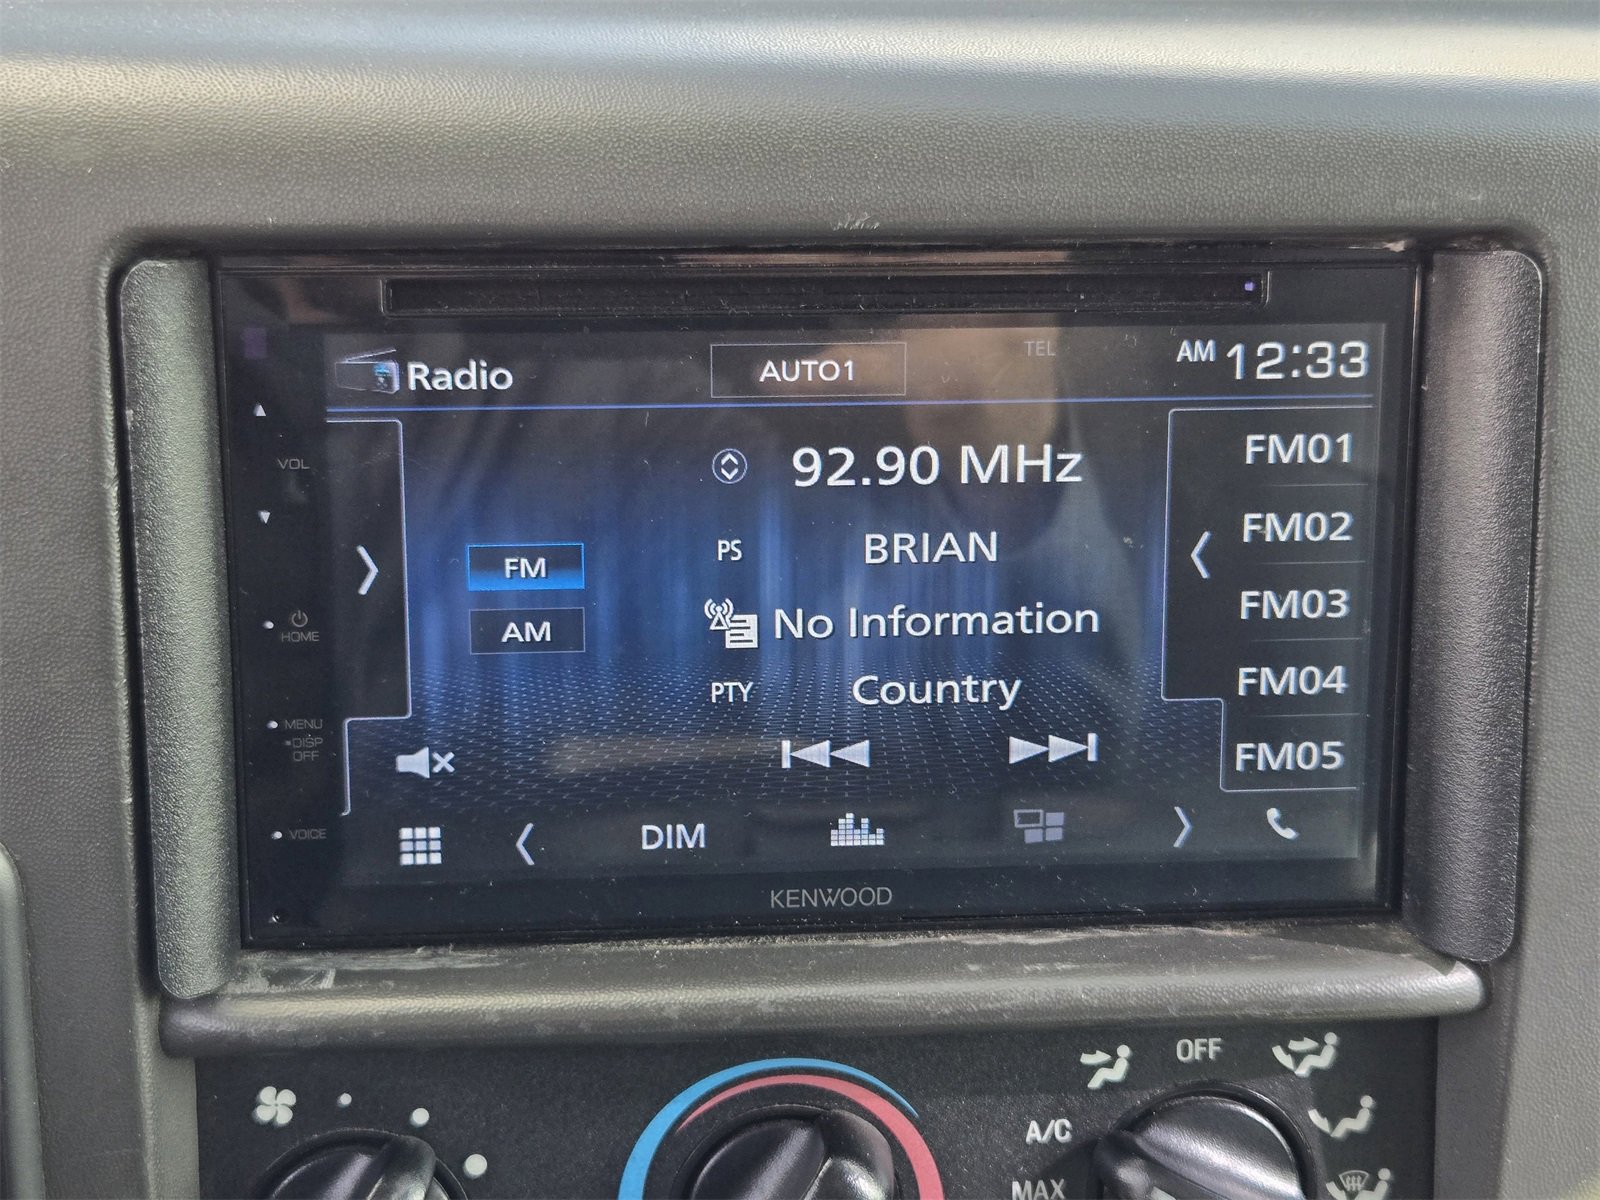 Radio
AUTO1
TEL
AM 12:33
VOL
HOME
MENU
DISP
OFF
VOICE
92.90 MHz
FM
AM
PS BRIAN
No Information
PTY Country
FM01
FM02
FM03
FM04
FM05
DIM
KENWOOD
OFF
A/C
MAX